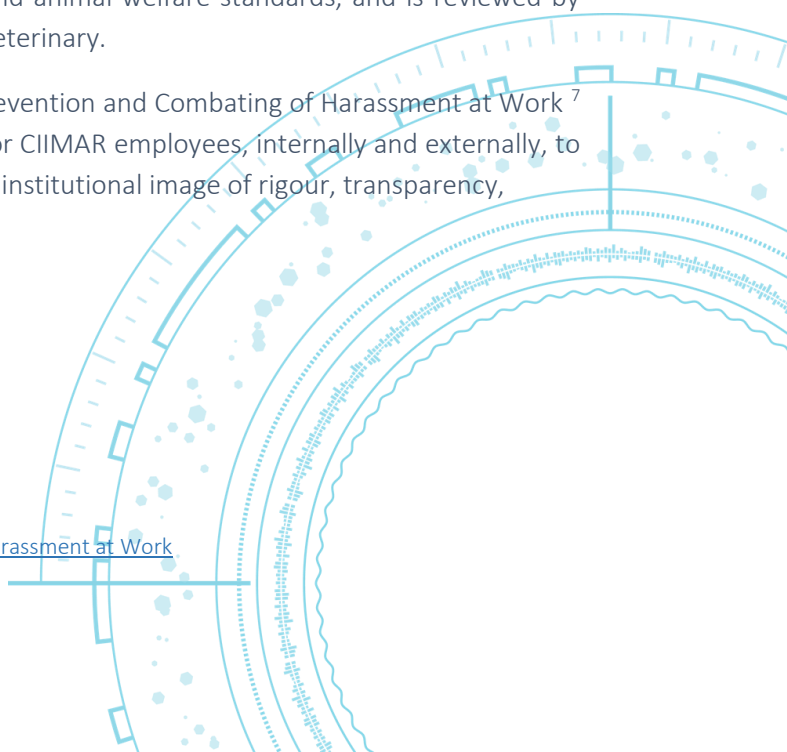 and animal welfare standards, and is reviewed by
eterinary.
evention and Combating of Harassment at Work 7
or CIIMAR employees, internally and externally, to
institutional image of rigour, transparency,
rassment at Work